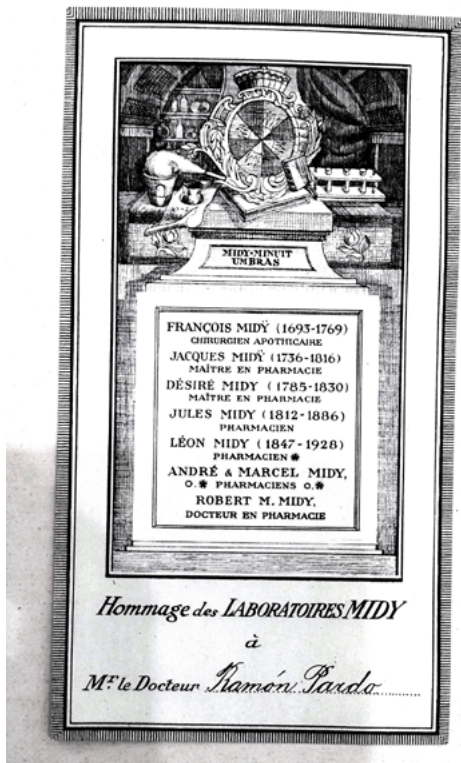 MIDY-MINUIT
UMBRAS
FRANÇOIS MIDŸ (1693-1769)
CHIRURGIEN APOTHICAIRE
JACQUES MIDŸ (1736-1816)
MAÎTRE EN PHARMACIE
DÉSIRÉ MIDY (1785-1830)
MAÎTRE EN PHARMACIE
JULES MIDY (1812-1886)
PHARMACIEN
LÉON MIDY (1847-1928)
PHARMACIEN
ANDRÉ & MARCEL MIDY,
O. PHARMACIENS O.
ROBERT M. MIDY,
DOCTEUR EN PHARMACIE
Hommage des LABORATOIRES MIDY
à
Mr. le Docteur Ramón Pardo